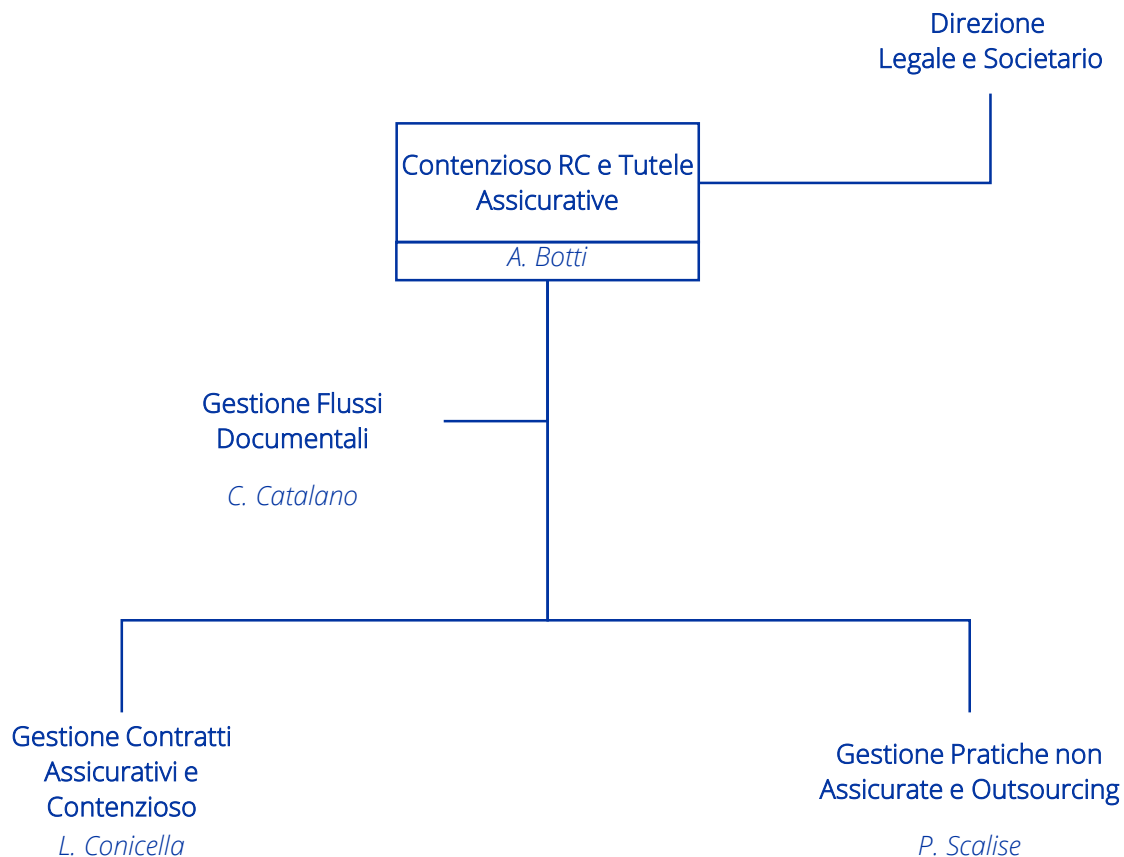 Direzione
Legale e Societario
Contenzioso RC e Tutele
Assicurative
A. Botti
Gestione Flussi
Documentali
C. Catalano
Gestione Contratti
Assicurativi e
Contenzioso
L. Conicella
Gestione Pratiche non
Assicurate e Outsourcing
P. Scalise